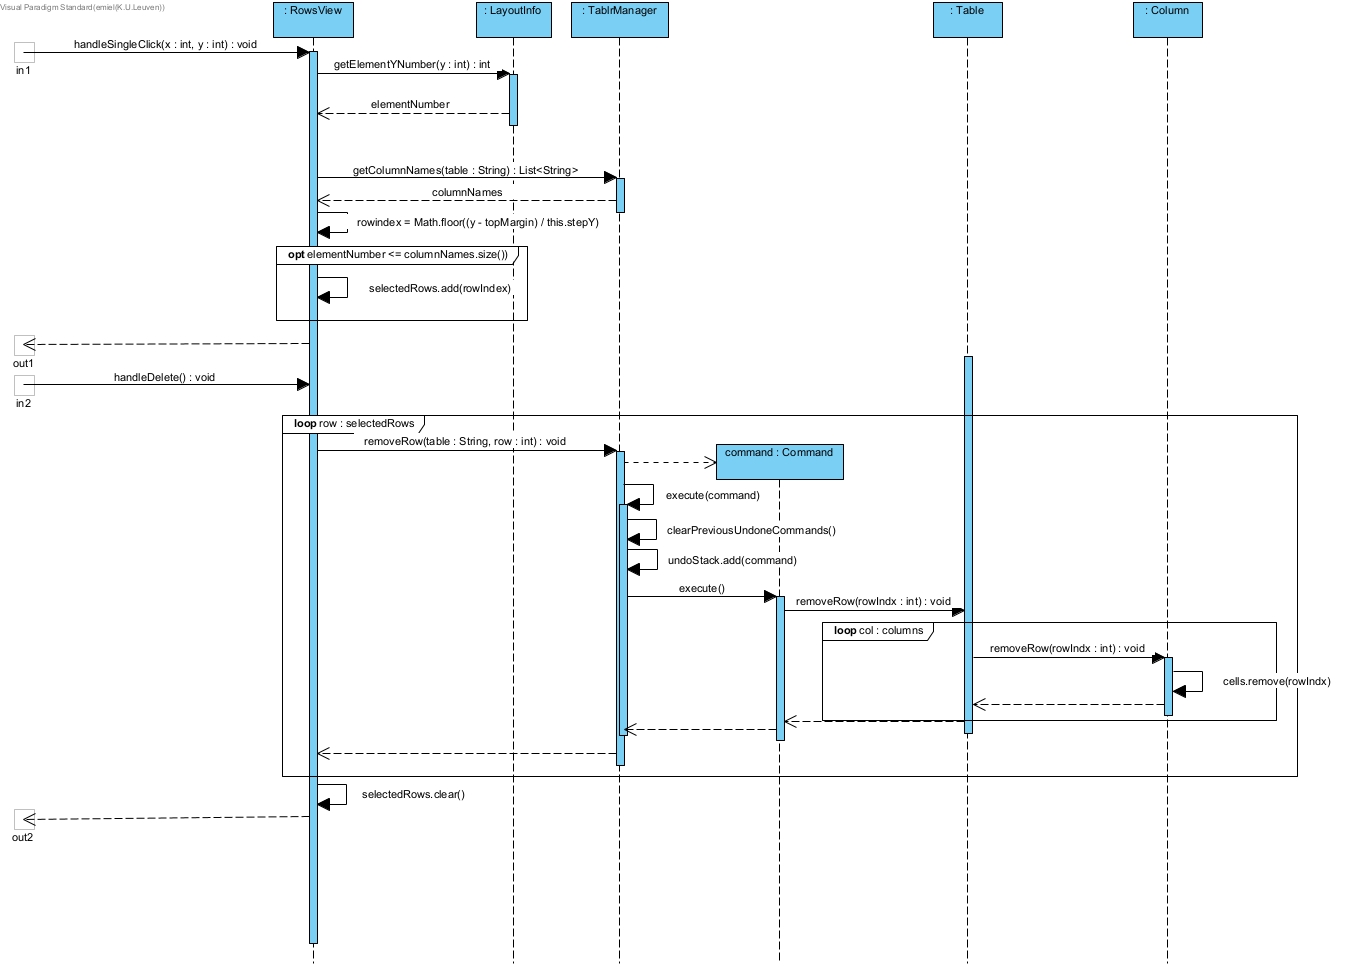 Visual Paradigm Standard(emiel(K.U.Leuven))
: RowsView
: LayoutInfo
: TablrManager
: Table
: Column
handleSingleClick(x : int, y : int) : void
in1
getElementYNumber(y : int) : int
elementNumber
getColumnNames(table : String) : List<String>
columnNames
rowindex = Math.floor((y - topMargin) / this.stepY)
opt elementNumber <= columnNames.size())
selectedRows.add(rowIndex)
out1
handleDelete() : void
in2
loop row : selectedRows
removeRow(table : String, row : int) : void
command : Command
execute(command)
clearPreviousUndoneCommands()
undoStack.add(command)
execute()
removeRow(rowIndx : int) : void
loop col : columns
removeRow(rowIndx : int) : void
cells.remove(rowIndx)
selectedRows.clear()
out2